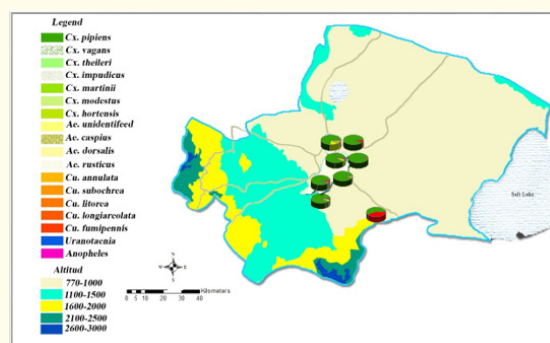 Legend
Cx. pipiens
Cx. vagans
Cx. theileri
Cx. impudicus
Cx. martinii
Cx. modestus
Cx. hortensis
Ae. unidentifeed
Ae. caspius
Ae. dorsalis
Ae. rusticus
Cu. annulata
Cu. subochrea
Cu. litorea
Cu. longiareolata
Cu. fumipennis
Uranotaenia
Anopheles
Altitud
770-1000
1100-1500
1600-2000
2100-2500
2600-3000
N
W E
S
0 5 10 20 30 40
Kilometers
Salt Lake